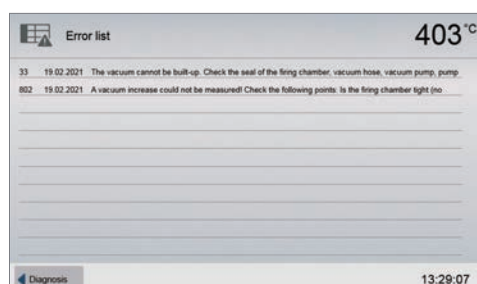 Error list
403 °C
33 19.02.2021 The vacuum cannot be built-up. Check the seal of the firing chamber, vacuum hose, vacuum pump, pump
802 19.02.2021 A vacuum increase could not be measured! Check the following points: Is the firing chamber tight (no
Diagnosis
13:29:07